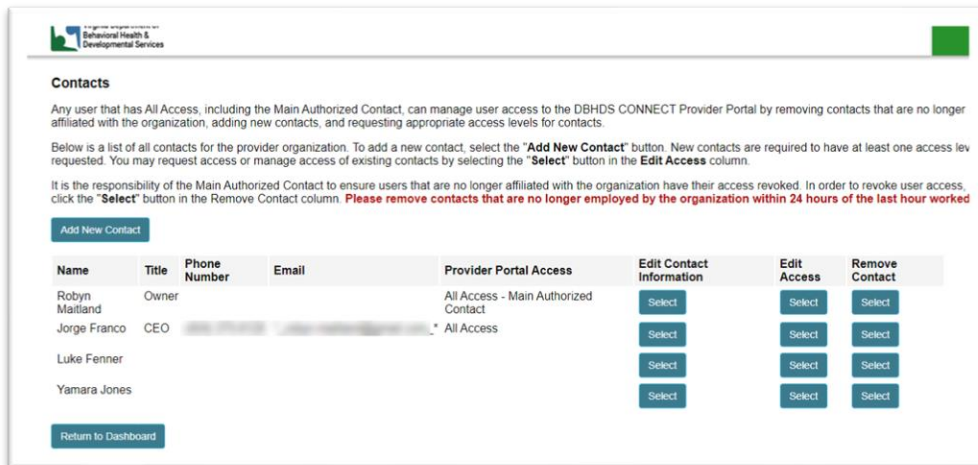 Behavioral Health &
Developmental Services
Contacts
Any user that has All Access, including the Main Authorized Contact, can manage user access to the DBHDS CONNECT Provider Portal by removing contacts that are no longer
affiliated with the organization, adding new contacts, and requesting appropriate access levels for contacts.
Below is a list of all contacts for the provider organization. To add a new contact, select the "Add New Contact" button. New contacts are required to have at least one access lev
requested. You may request access or manage access of existing contacts by selecting the "Select" button in the Edit Access column.
It is the responsibility of the Main Authorized Contact to ensure users that are no longer affiliated with the organization have their access revoked. In order to revoke user access,
click the "Select" button in the Remove Contact column. Please remove contacts that are no longer employed by the organization within 24 hours of the last hour worked
Add New Contact
Name Title Phone Number Email Provider Portal Access Edit Contact Information Edit Access Remove Contact
Robyn Maitland Owner All Access - Main Authorized Contact Select Select Select
Jorge Franco CEO * All Access Select Select Select
Luke Fenner Select Select Select
Yamara Jones Select Select Select
Return to Dashboard